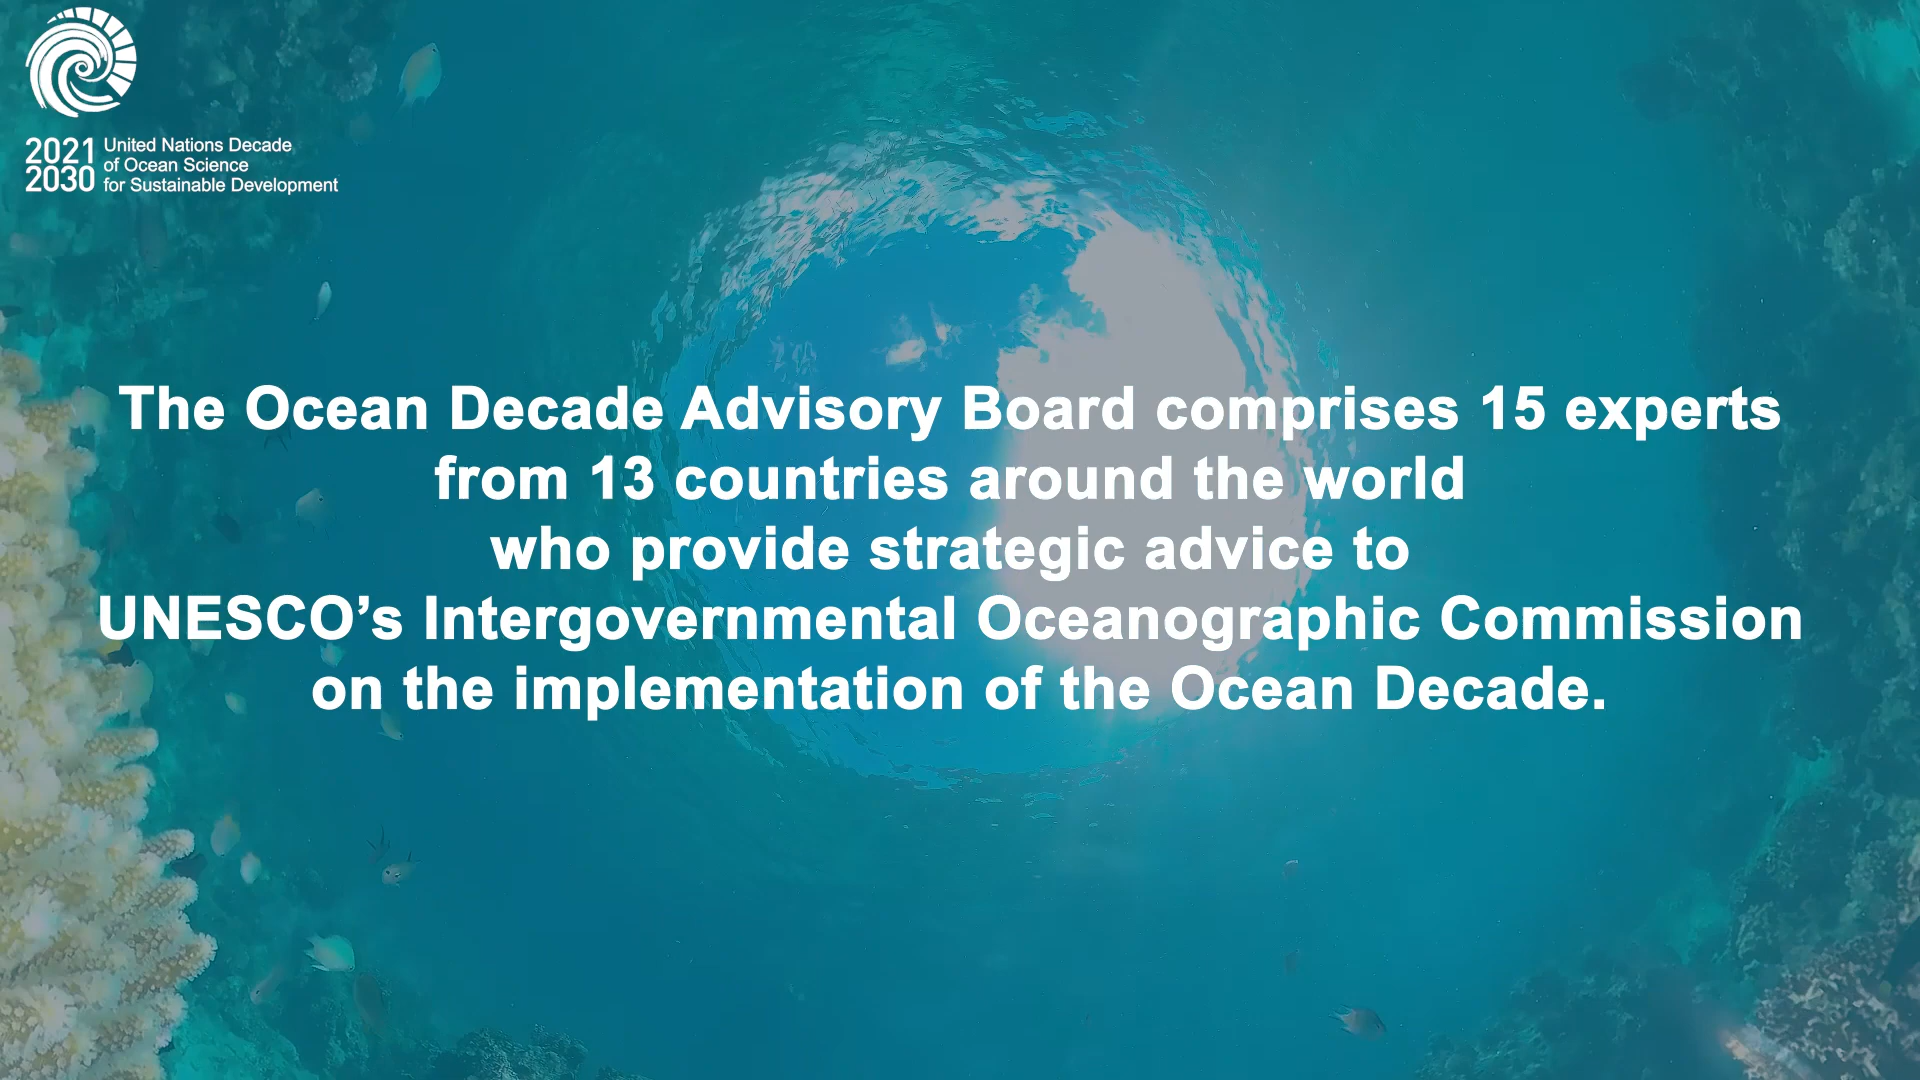 2021
2030
United Nations Decade
of Ocean Science
for Sustainable Development
The Ocean Decade Advisory Board comprises 15 experts
from 13 countries around the world
who provide strategic advice to
UNESCO’s Intergovernmental Oceanographic Commission
on the implementation of the Ocean Decade.